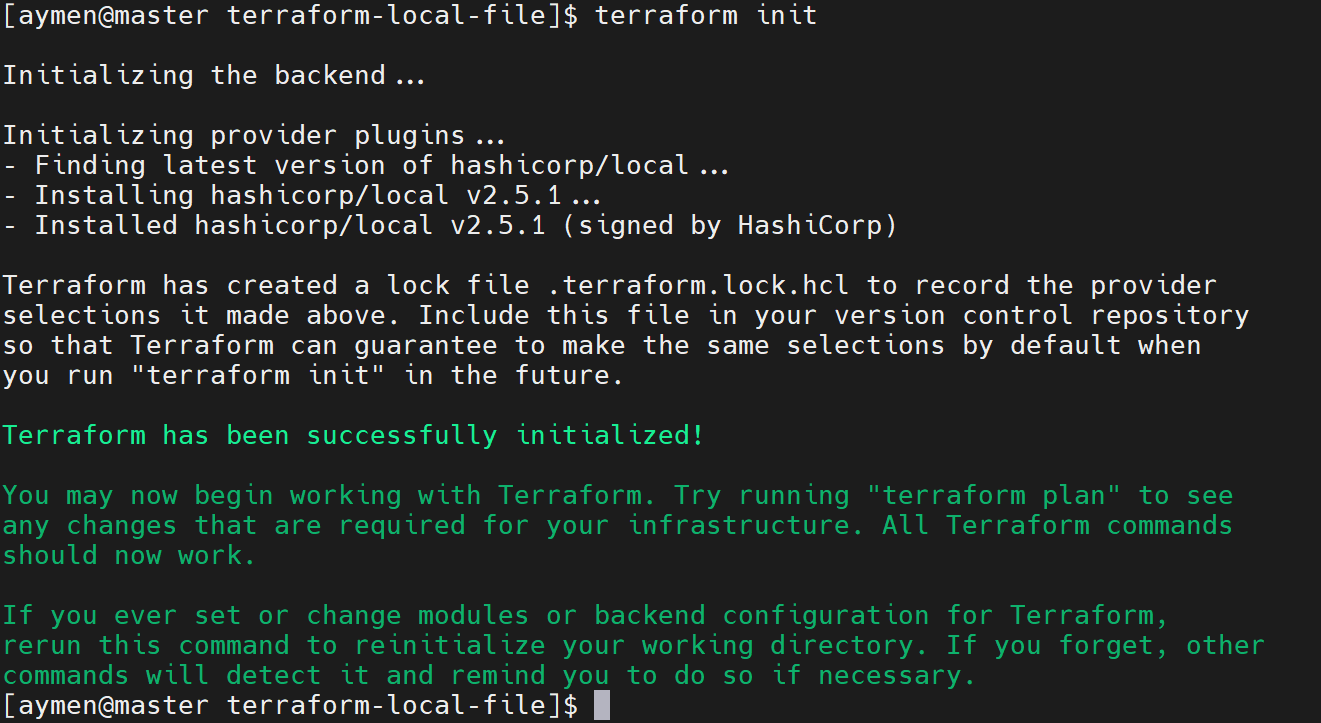 [aymen@master terraform-local-file]$ terraform init
Initializing the backend...
Initializing provider plugins...
- Finding latest version of hashicorp/local...
- Installing hashicorp/local v2.5.1...
- Installed hashicorp/local v2.5.1 (signed by HashiCorp)
Terraform has created a lock file .terraform.lock.hcl to record the provider
selections it made above. Include this file in your version control repository
so that Terraform can guarantee to make the same selections by default when
you run "terraform init" in the future.
Terraform has been successfully initialized!
You may now begin working with Terraform. Try running "terraform plan" to see
any changes that are required for your infrastructure. All Terraform commands
should now work.
If you ever set or change modules or backend configuration for Terraform,
rerun this command to reinitialize your working directory. If you forget, other
commands will detect it and remind you to do so if necessary.
[aymen@master terraform-local-file]$